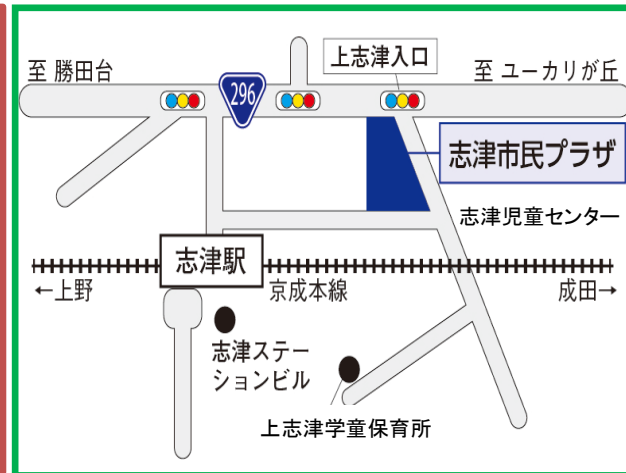 上志津入口
至 勝田台
296
至 ユーカリが丘
志津市民プラザ
志津児童センター
志津駅
←上野
京成本線
成田→
志津ステー
ションビル
上志津学童保育所